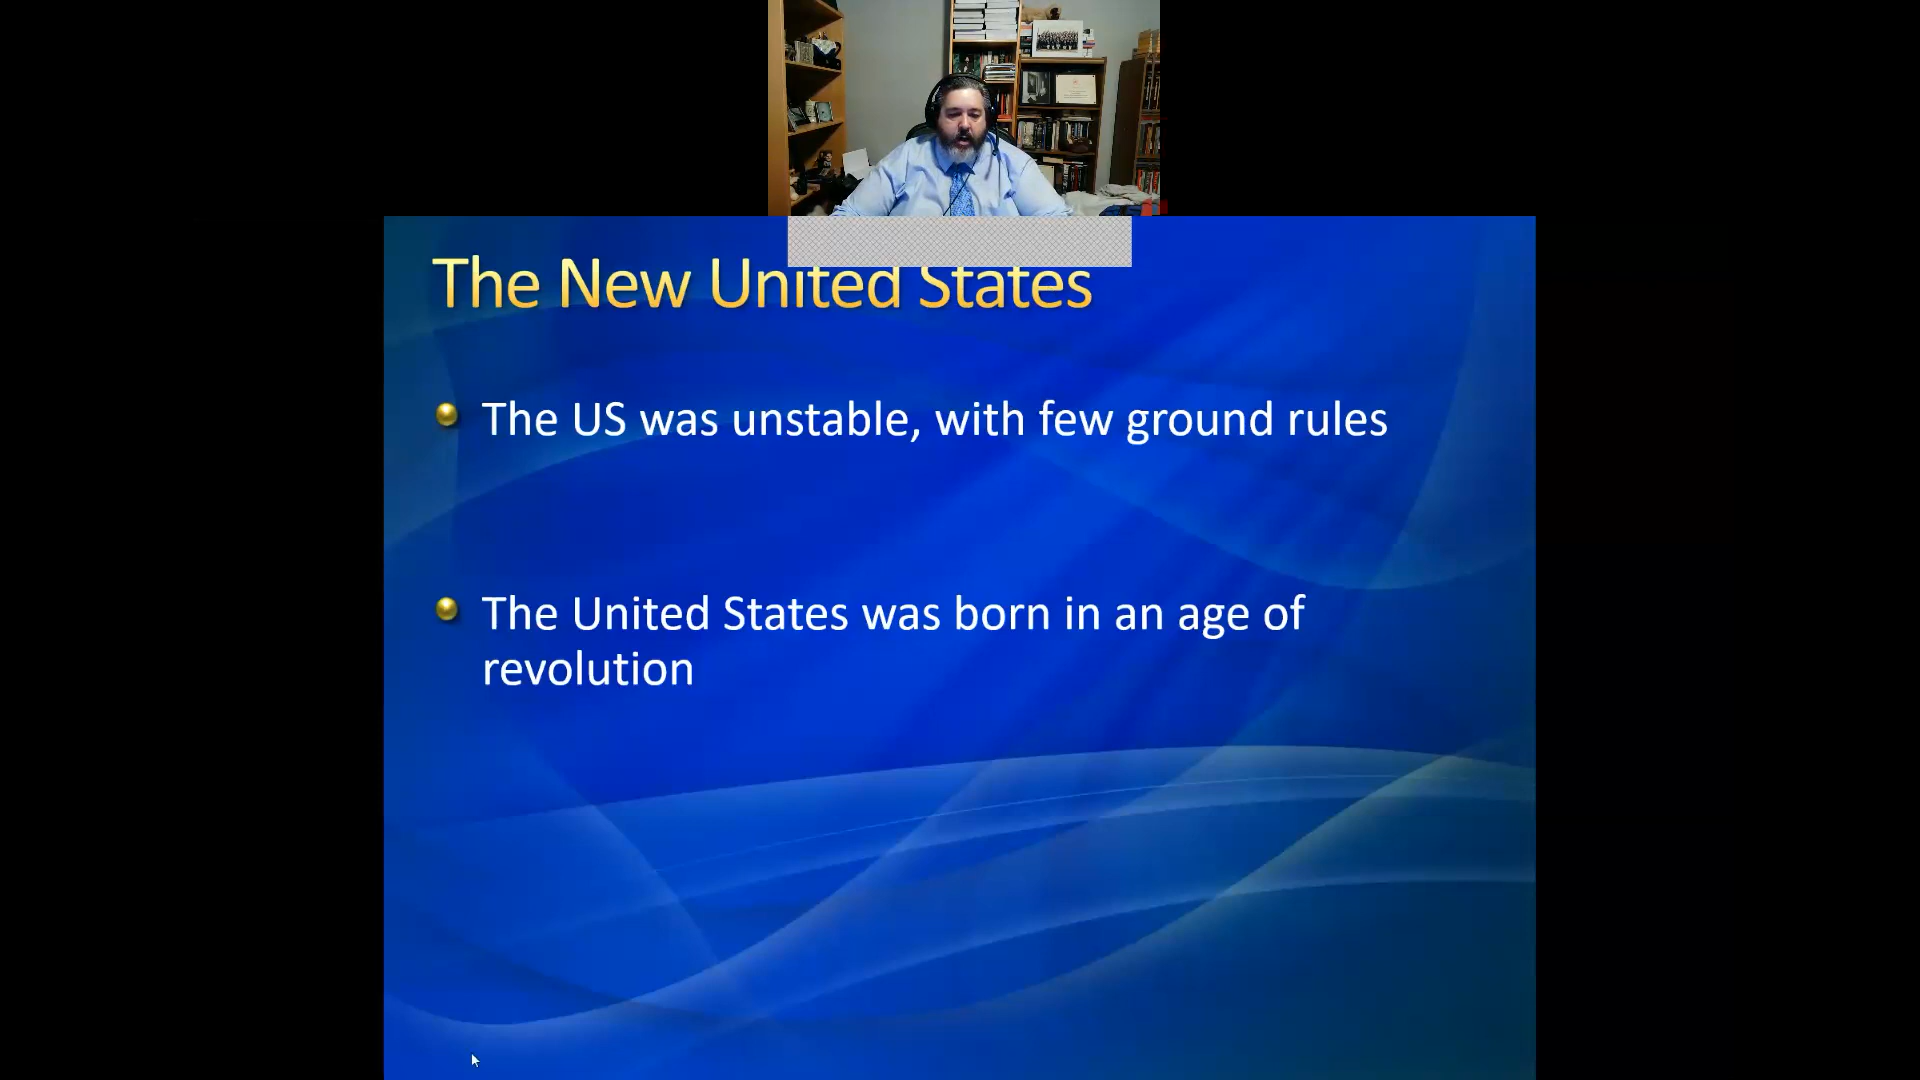 The New United States
The US was unstable, with few ground rules
The United States was born in an age of
revolution